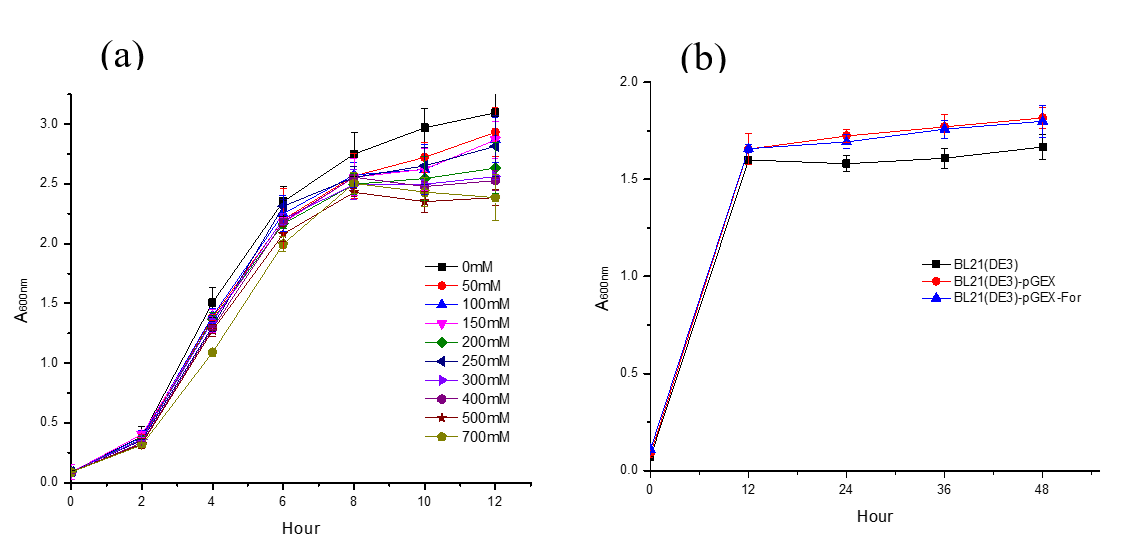 (a)
3.0
2.5
2.0
1.5
1.0
0.5
0.0
A600nm
0 2 4 6 8 10 12
Hour
0mM
50mM
100mM
150mM
200mM
250mM
300mM
400mM
500mM
700mM
(b)
2.0
1.5
1.0
0.5
0.0
A600nm
0 12 24 36 48
Hour
BL21(DE3)
BL21(DE3)-pGEX
BL21(DE3)-pGEX-For